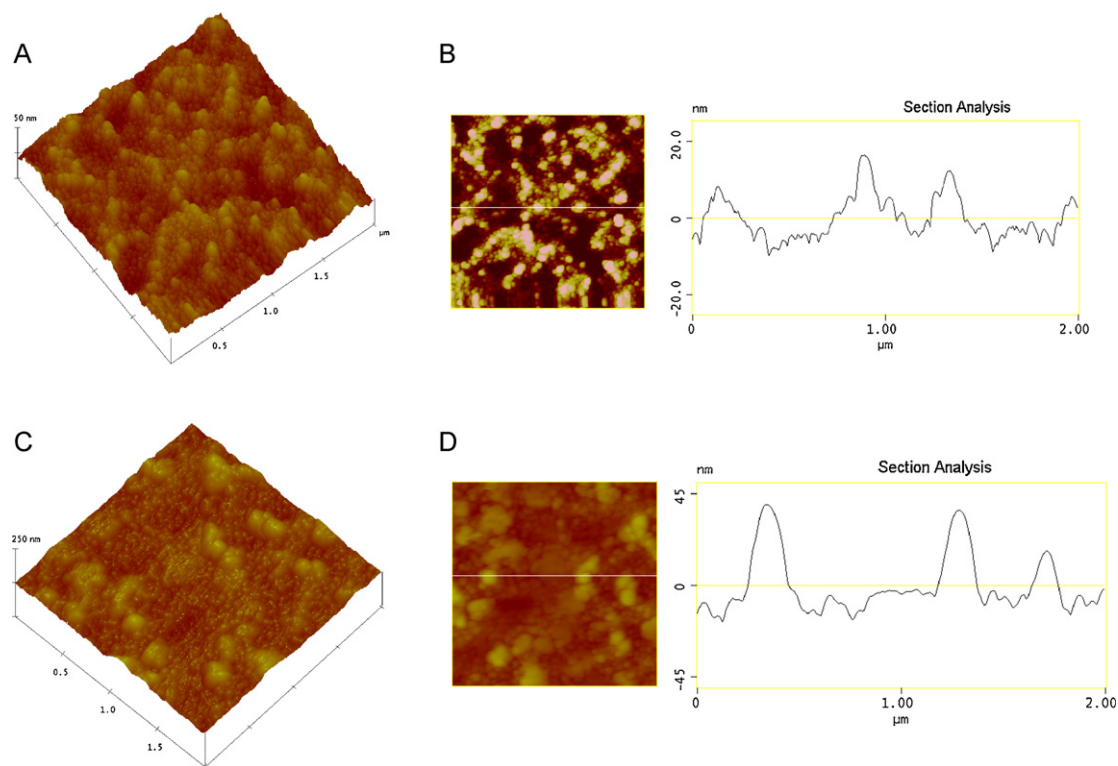 A
50 nm
0.5
1.0
1.5
µm
B
nm
Section Analysis
20.0
0
-20.0
0
1.00
2.00
µm
C
250 nm
0.5
1.0
1.5
D
nm
Section Analysis
45
0
-45
0
1.00
2.00
µm